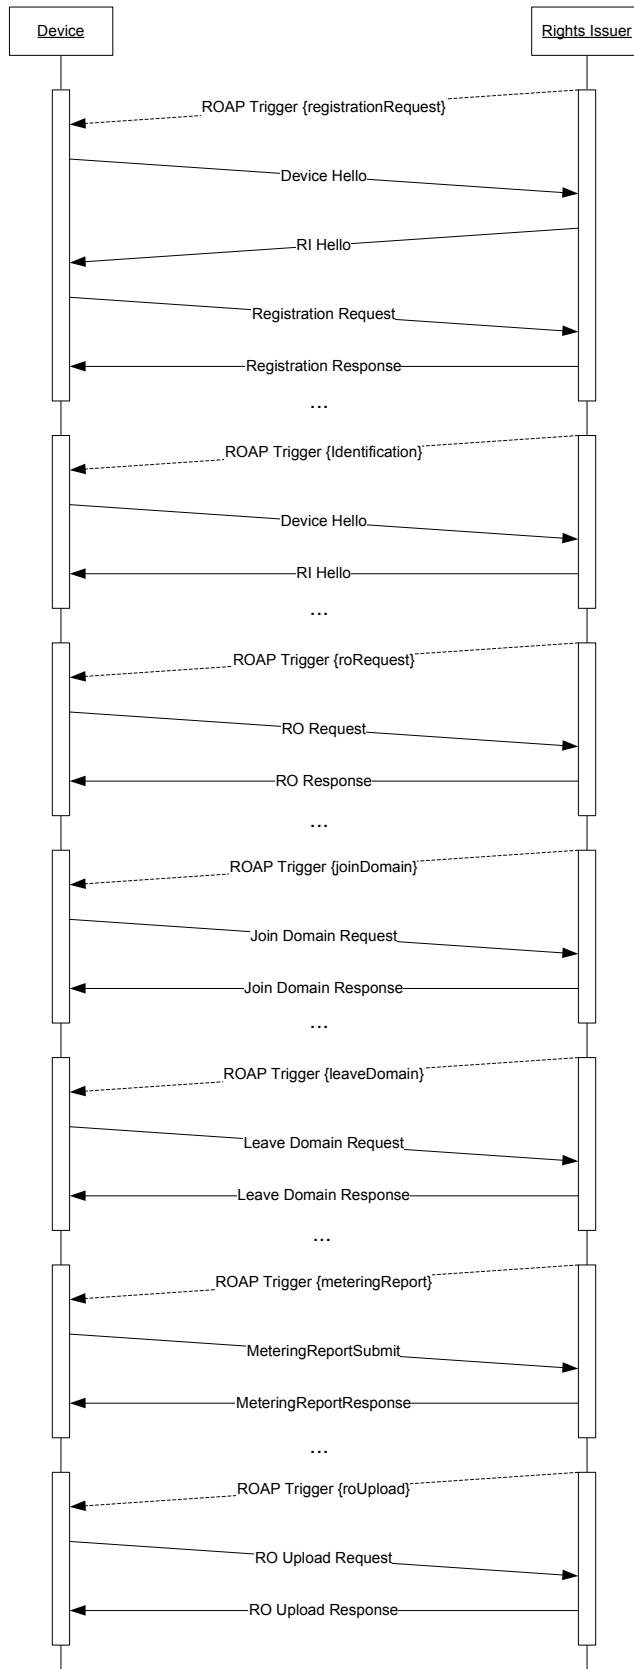 Device
Rights Issuer
ROAP Trigger {registrationRequest}
Device Hello
RI Hello
Registration Request
Registration Response
...
ROAP Trigger {Identification}
Device Hello
RI Hello
...
ROAP Trigger {roRequest}
RO Request
RO Response
...
ROAP Trigger {joinDomain}
Join Domain Request
Join Domain Response
...
ROAP Trigger {leaveDomain}
Leave Domain Request
Leave Domain Response
...
ROAP Trigger {meteringReport}
MeteringReportSubmit
MeteringReportResponse
...
ROAP Trigger {roUpload}
RO Upload Request
RO Upload Response